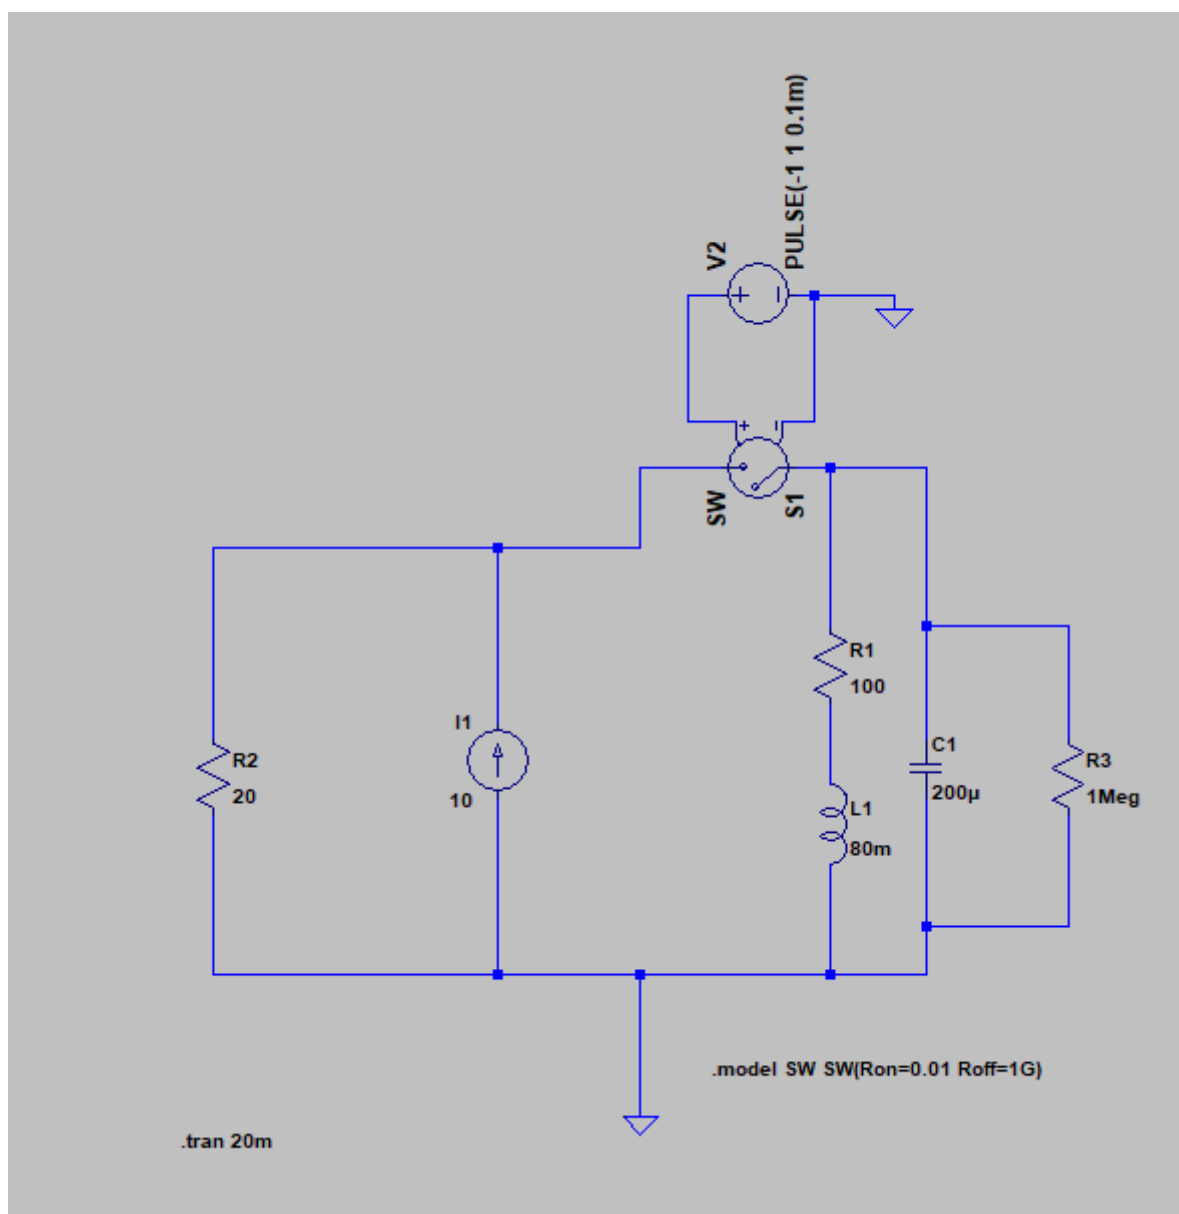 PULSE(-1 1 0.1m)
V2
+
SW
S1
R1
100
I1
10
R2
20
C1
200µ
R3
1Meg
L1
80m
.model SW SW(Ron=0.01 Roff=1G)
.tran 20m